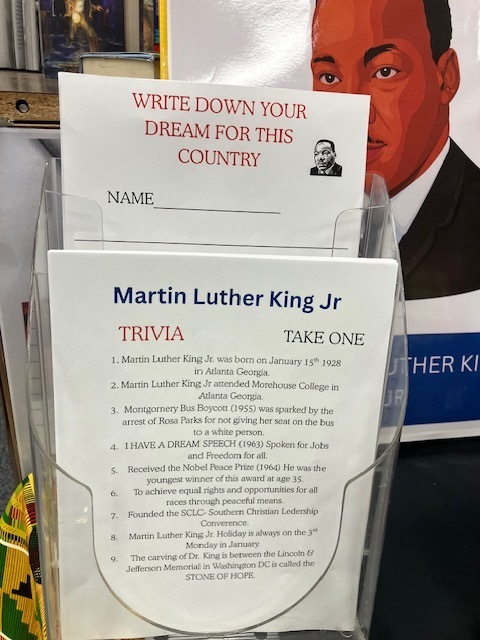 WRITE DOWN YOUR
DREAM FOR THIS
COUNTRY
NAME
Martin Luther King Jr
TRIVIA TAKE ONE
1. Martin Luther King Jr. was born on January 15th 1928
in Atlanta Georgia.
2. Martin Luther King Jr attended Morehouse College in
Atlanta Georgia.
3. Montgomery Bus Boycott (1955) was sparked by the
arrest of Rosa Parks for not giving her seat on the bus
to a white person.
4. I HAVE A DREAM SPEECH (1963) Spoken for Jobs
and Freedom for all.
5. Received the Nobel Peace Prize (1964) He was the
youngest winner of this award at age 35.
6. To achieve equal rights and opportunities for all
races through peaceful means.
7. Founded the SCLC- Southern Christian Ledership
Converence.
8. Martin Luther King Jr. Holiday is always on the 3rd
Monday in January.
9. The carving of Dr. King is between the Lincoln &
Jefferson Memorial in Washington DC is called the
STONE OF HOPE.
UTHER KI
UR